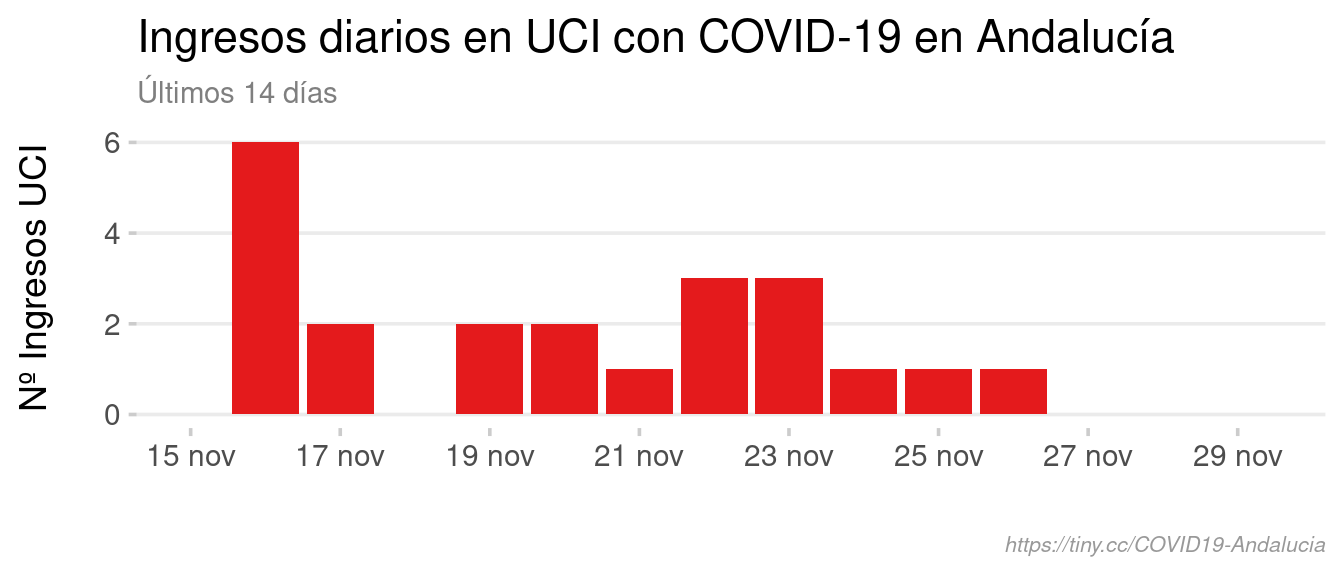 Ingresos diarios en UCI con COVID-19 en Andalucía
Últimos 14 días
Nº Ingresos UCI
6
4
2
0
15 nov 17 nov 19 nov 21 nov 23 nov 25 nov 27 nov 29 nov
https://tiny.cc/COVID19-Andalucia